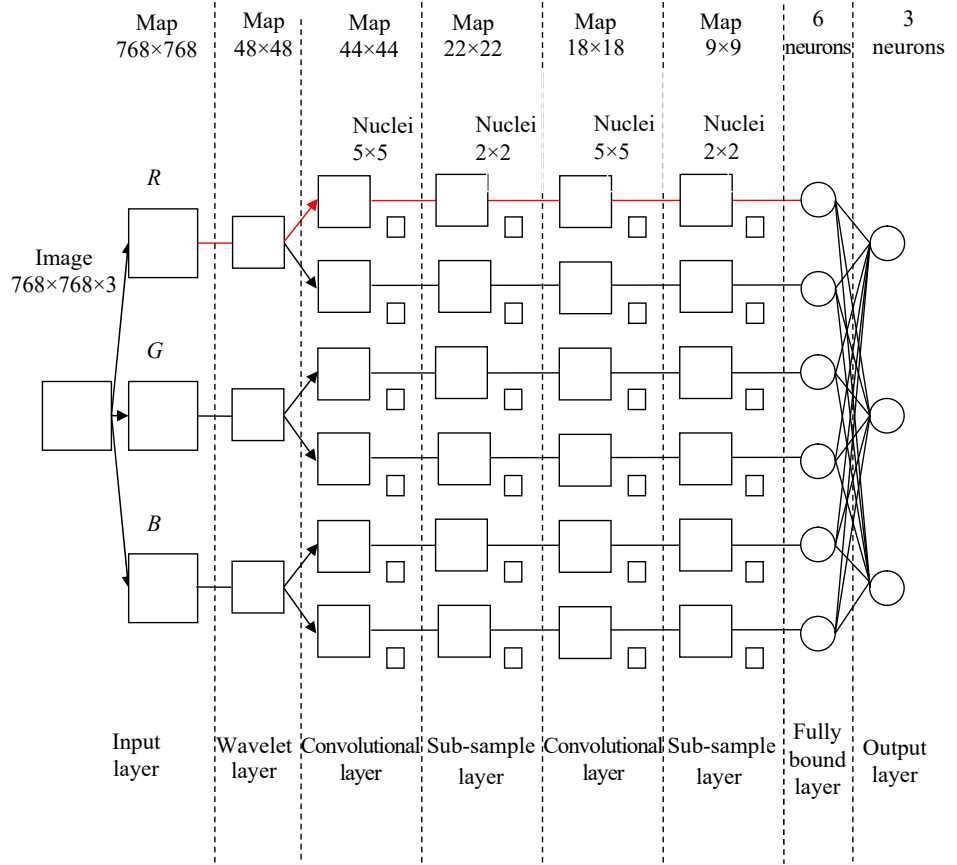 Map
768×768
Map
48×48
Map
44×44
Map
22×22
Map
18×18
Map
9×9
6
neurons
3
neurons
Nuclei
5×5
Nuclei
2×2
Nuclei
5×5
Nuclei
2×2
R
Image
768×768×3
G
B
Input
layer
Wavelet
layer
Convolutional
layer
Sub-sample
layer
Convolutional
layer
Sub-sample
layer
Fully
bound
layer
Output
layer